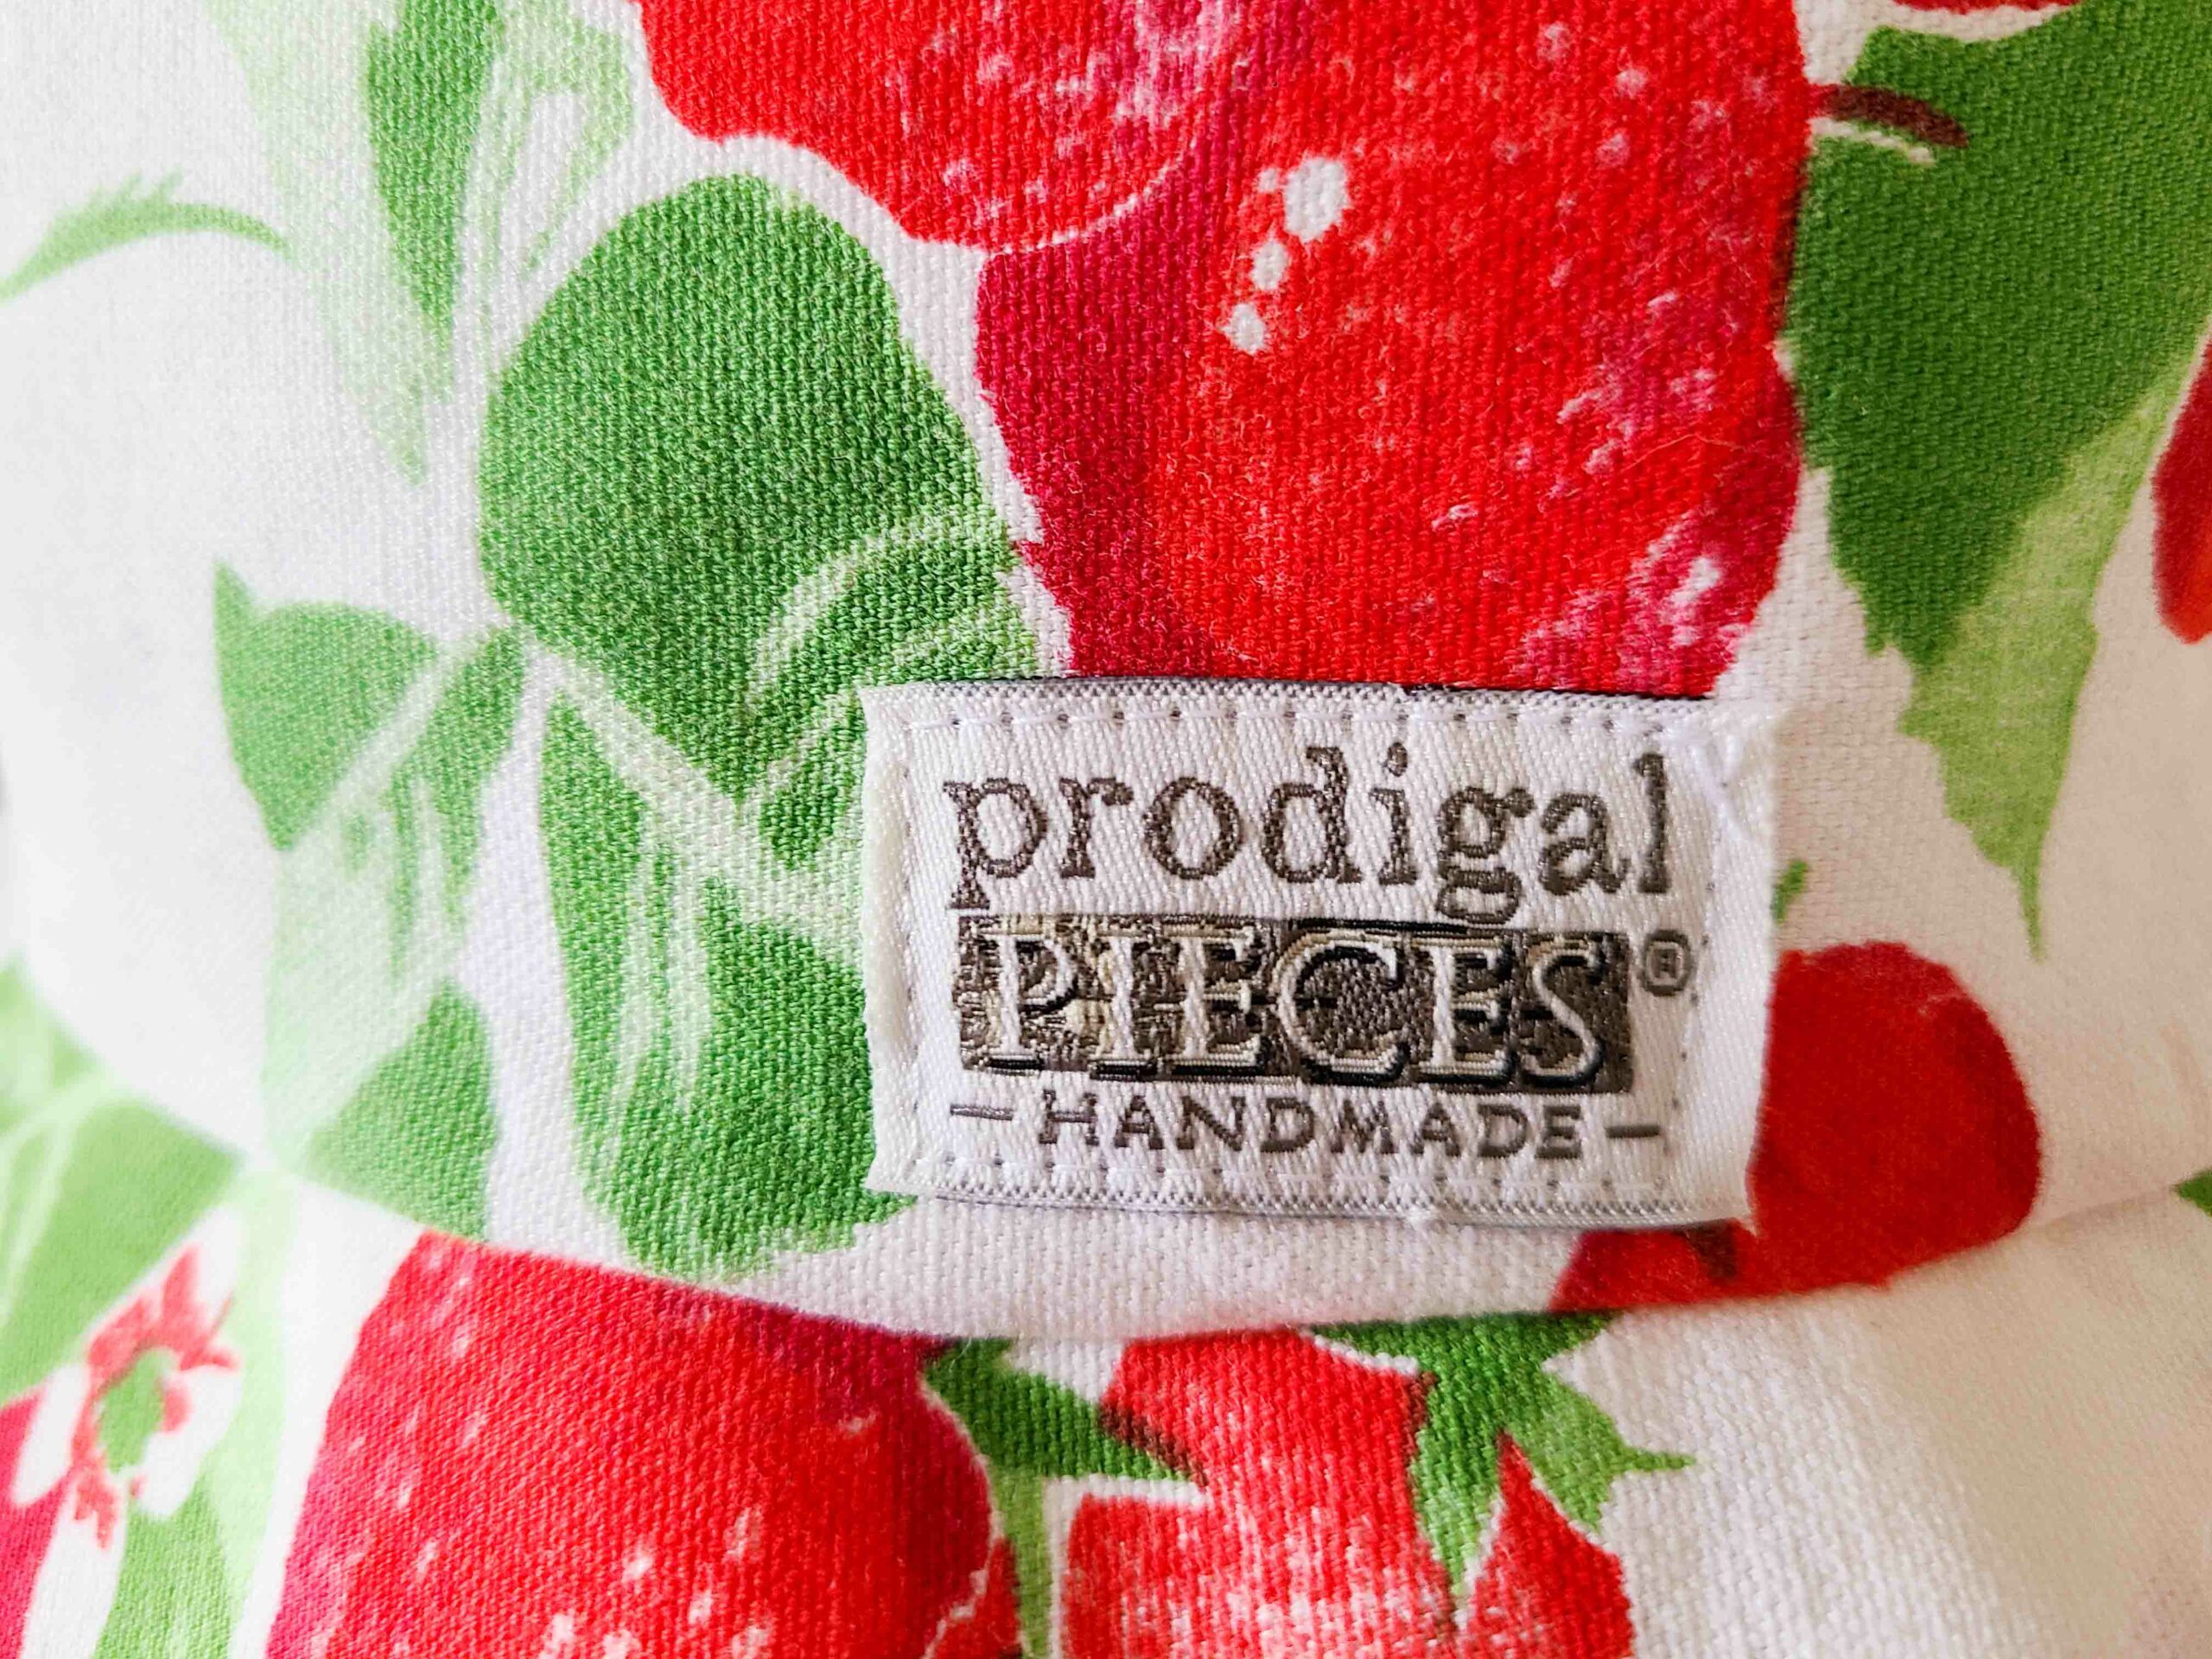 prodigal
PIECES®
- HANDMADE -